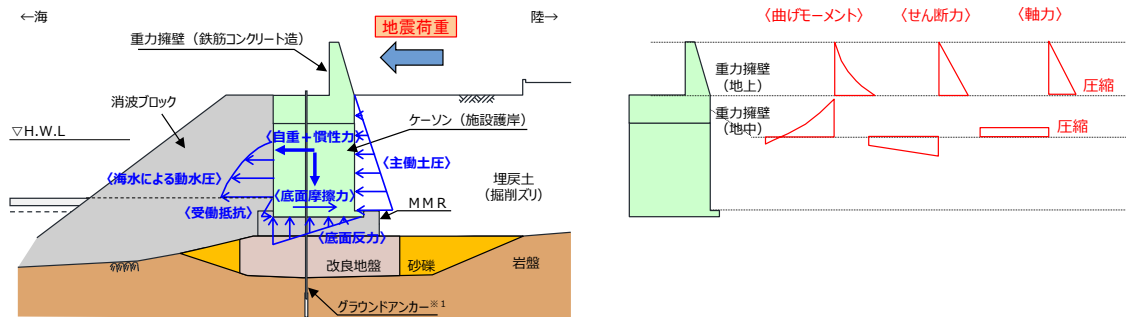 ←海
陸→
地震荷重
重力擁壁（鉄筋コンクリート造）
消波ブロック
▽H.W.L
ケーソン（施設護岸）
〈自重＋慣性力〉
〈主働土圧〉
〈海水による動水圧〉
埋戻土
（掘削ズリ）
〈底面摩擦力〉
〈受働抵抗〉
ＭＭＲ
〈底面反力〉
改良地盤
砂礫
岩盤
グラウンドアンカー※1
〈曲げモーメント〉
〈せん断力〉
〈軸力〉
重力擁壁
（地上）
圧縮
重力擁壁
（地中）
圧縮